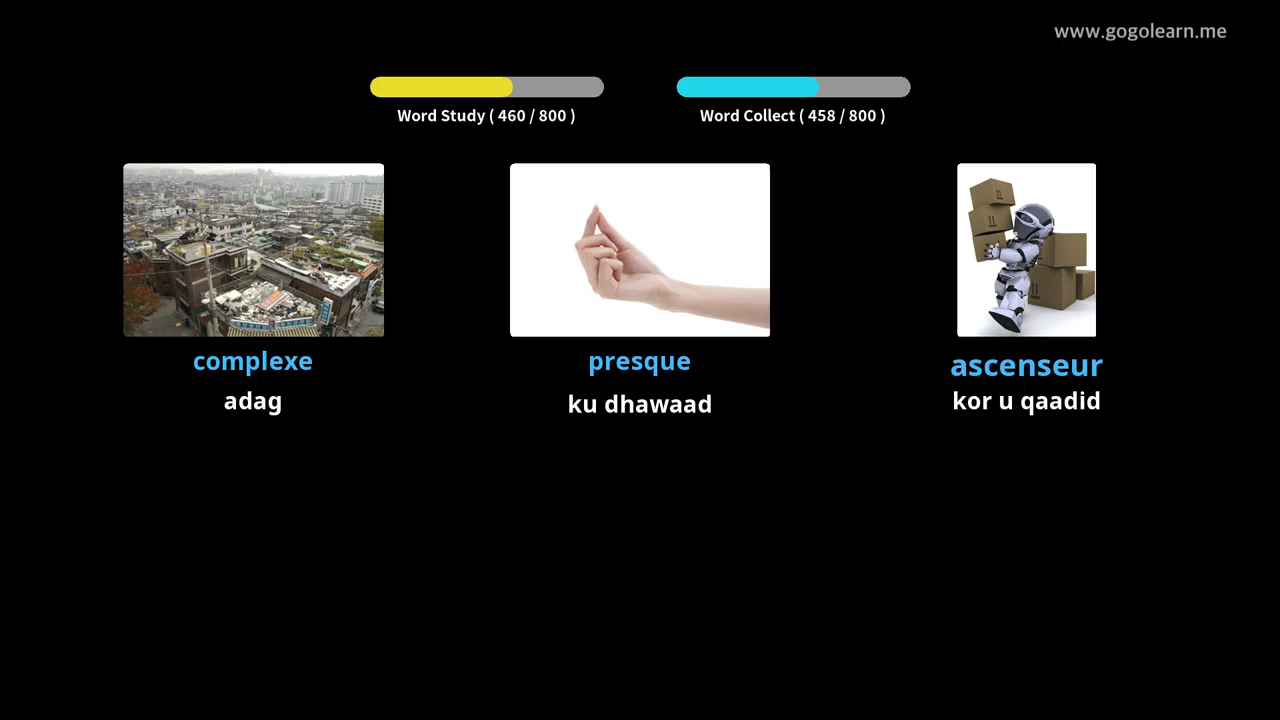 www.gogolearn.me
Word Study ( 460 / 800 )
Word Collect ( 458 / 800 )
complexe
presque
ascenseur
adag
ku dhawaad
kor u qaadid